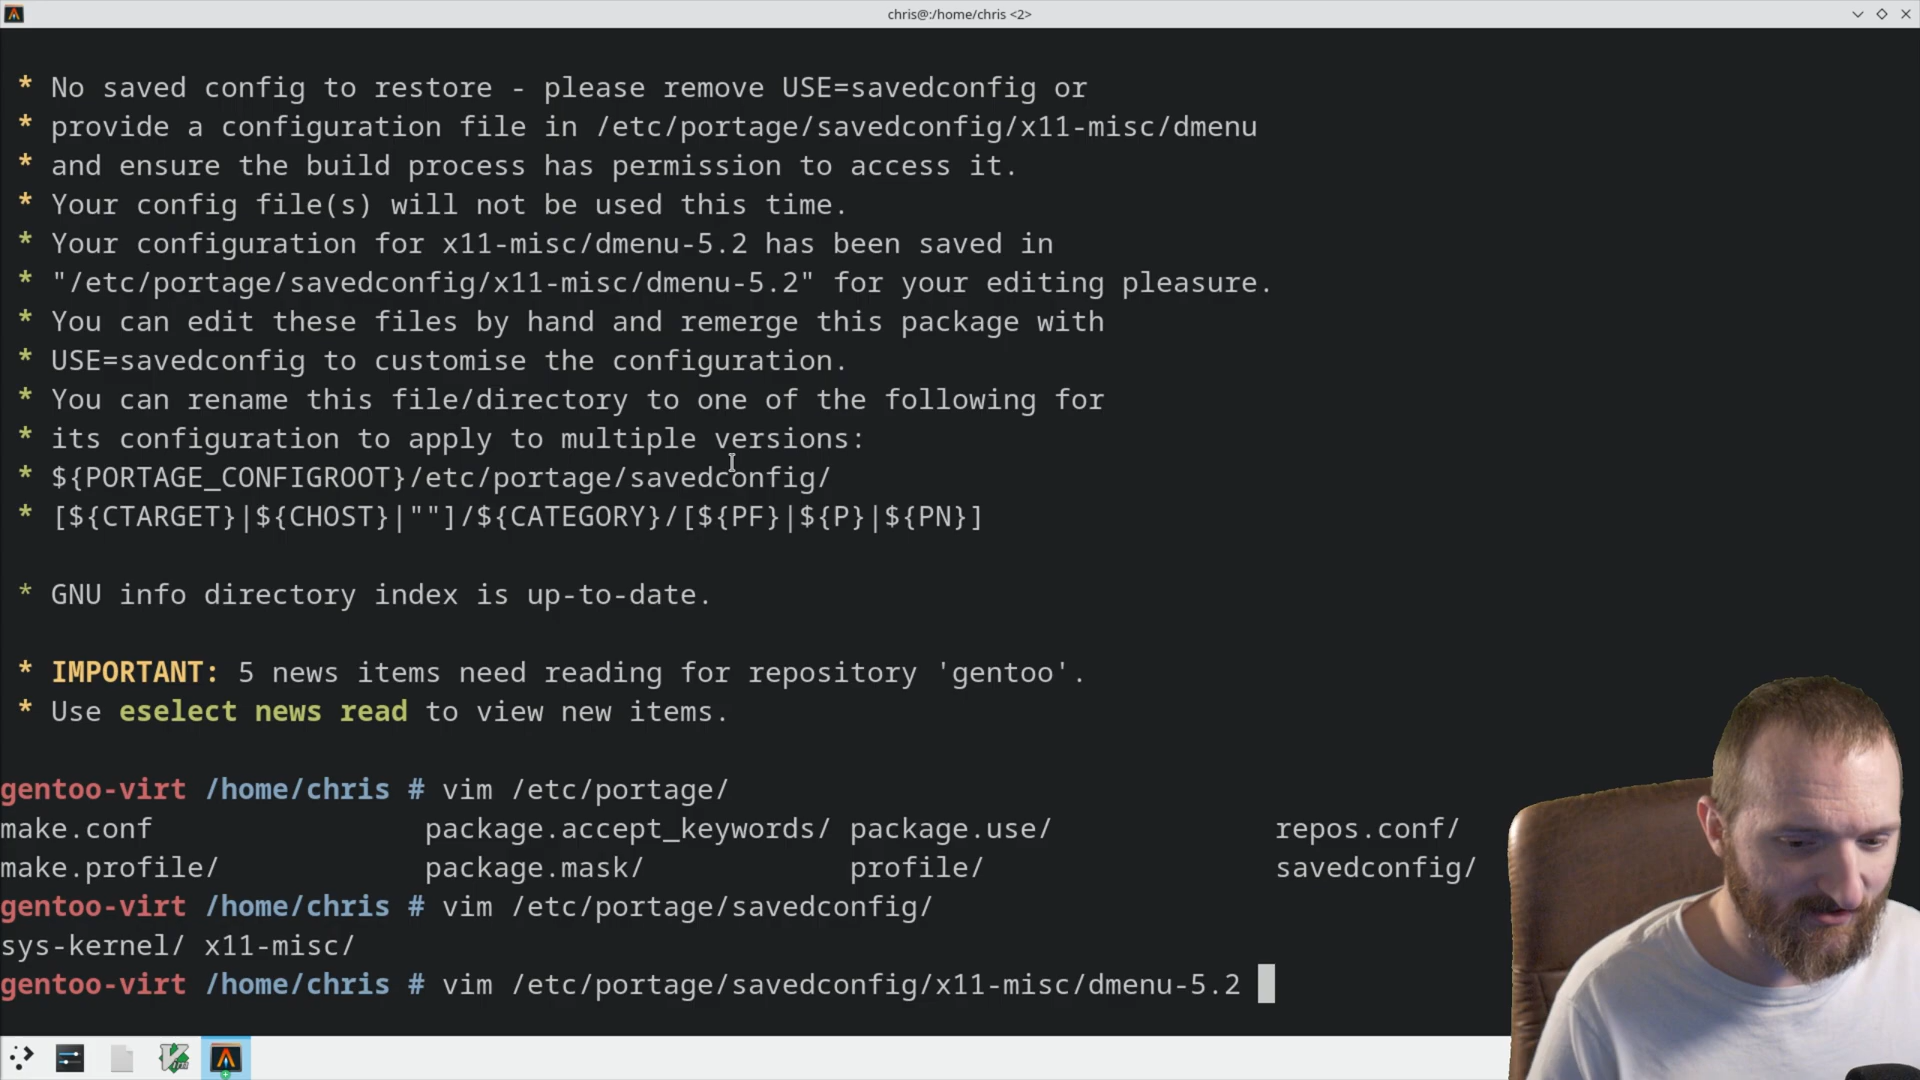 chris@:/home/chris <2>
* No saved config to restore - please remove USE=savedconfig or
* provide a configuration file in /etc/portage/savedconfig/x11-misc/dmenu
* and ensure the build process has permission to access it.
* Your config file(s) will not be used this time.
* Your configuration for x11-misc/dmenu-5.2 has been saved in
* "/etc/portage/savedconfig/x11-misc/dmenu-5.2" for your editing pleasure.
* You can edit these files by hand and remerge this package with
* USE=savedconfig to customise the configuration.
* You can rename this file/directory to one of the following for
* its configuration to apply to multiple versions:
* ${PORTAGE_CONFIGROOT}/etc/portage/savedconfig/
* [${CTARGET}|${CHOST}|""]/${CATEGORY}/[${PF}|${P}|${PN}]
* GNU info directory index is up-to-date.
* IMPORTANT: 5 news items need reading for repository 'gentoo'.
* Use eselect news read to view new items.
gentoo-virt /home/chris # vim /etc/portage/
make.conf package.accept_keywords/ package.use/ repos.conf/
make.profile/ package.mask/ profile/ savedconfig/
gentoo-virt /home/chris # vim /etc/portage/savedconfig/
sys-kernel/ x11-misc/
gentoo-virt /home/chris # vim /etc/portage/savedconfig/x11-misc/dmenu-5.2